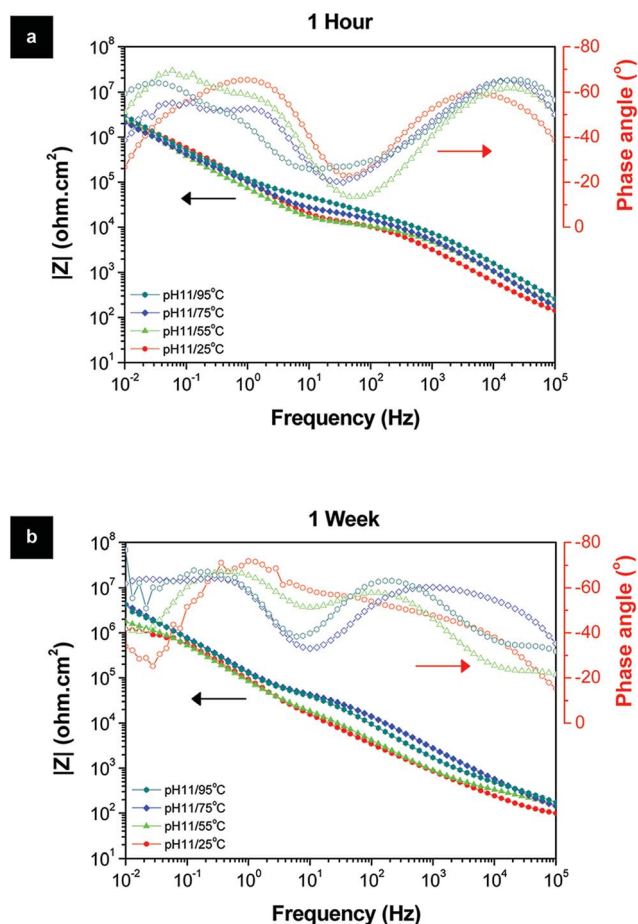 a
1 Hour
10^8
10^7
10^6
10^5
10^4
10^3
10^2
10^1
|Z| (ohm.cm^2)
-80
-60
-40
-20
0
Phase angle (°)
pH11/95°C
pH11/75°C
pH11/55°C
pH11/25°C
10^-2 10^-1 10^0 10^1 10^2 10^3 10^4 10^5
Frequency (Hz)
b
1 Week
10^8
10^7
10^6
10^5
10^4
10^3
10^2
10^1
|Z| (ohm.cm^2)
-80
-60
-40
-20
0
Phase angle (°)
pH11/95°C
pH11/75°C
pH11/55°C
pH11/25°C
10^-2 10^-1 10^0 10^1 10^2 10^3 10^4 10^5
Frequency (Hz)